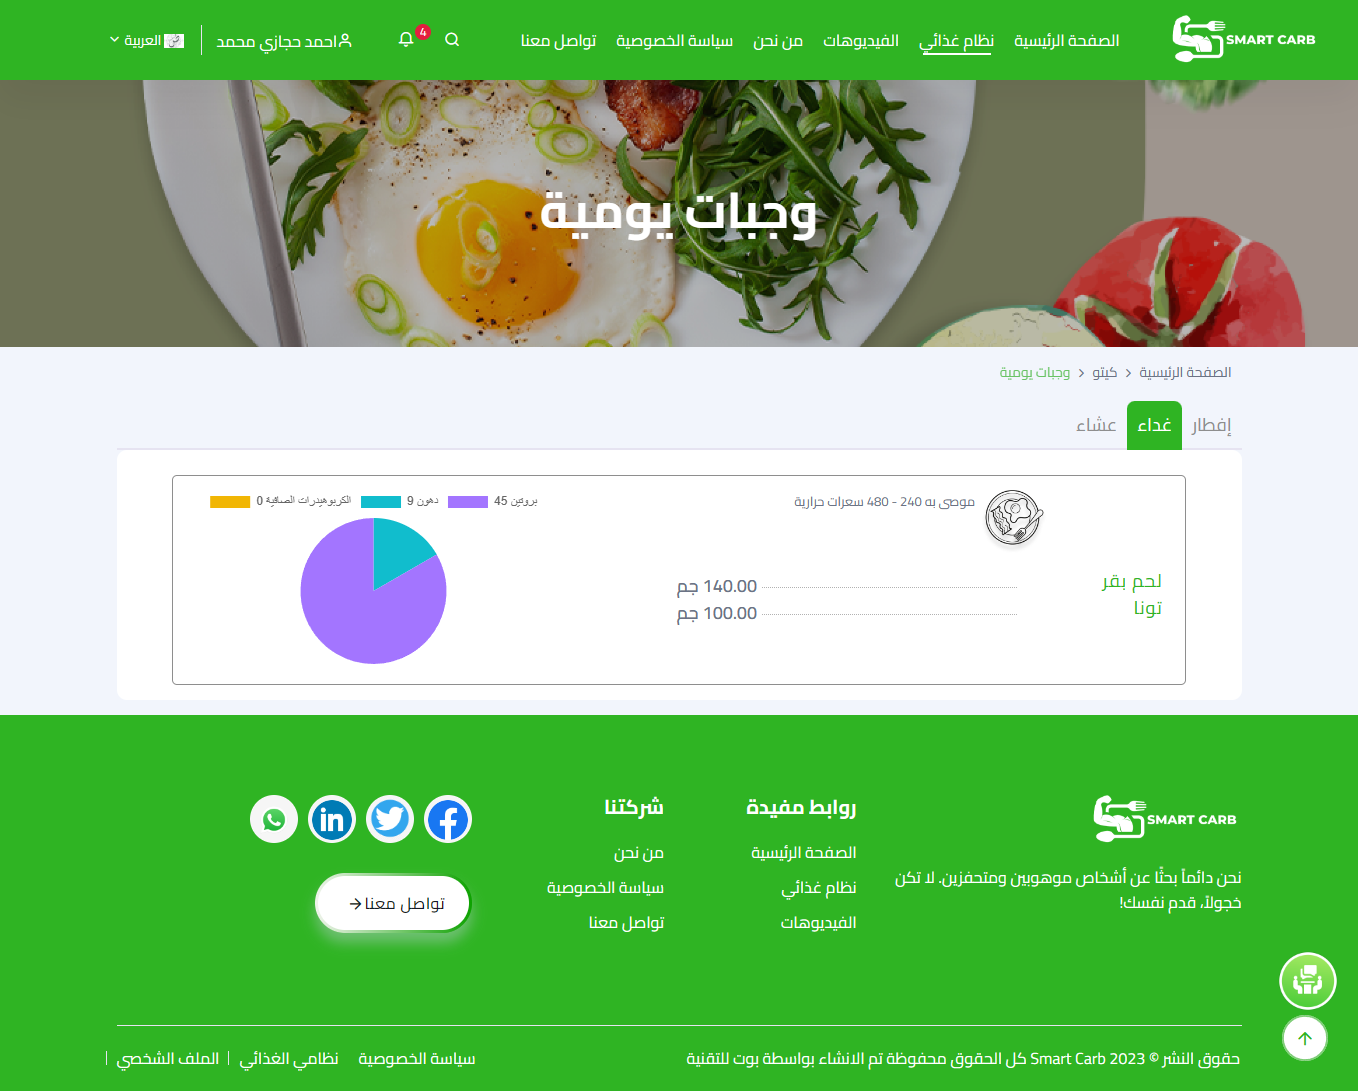 SMART CARB
الصفحة الرئيسية
نظام غذائي
الفيديوهات
من نحن
سياسة الخصوصية
تواصل معنا
4
احمد حجازي محمد
العربية
وجبات يومية
الصفحة الرئيسية > كيتو > وجبات يومية
إفطار
غداء
عشاء
موصى به 240 - 480 سعرات حرارية
لحم بقر 140.00 جم
تونا 100.00 جم
بروتين 45
دهون 9
الكربوهيدرات الصافية 0
SMART CARB
نحن دائماً بحثًا عن أشخاص موهوبين ومتحفزين. لا تكن
خجولاً، قدم نفسك!
روابط مفيدة
الصفحة الرئيسية
نظام غذائي
الفيديوهات
شركتنا
من نحن
سياسة الخصوصية
تواصل معنا
تواصل معنا
حقوق النشر © 2023 Smart Carb كل الحقوق محفوظة تم الانشاء بواسطة بوت للتقنية
سياسة الخصوصية
نظامي الغذائي
الملف الشخصي